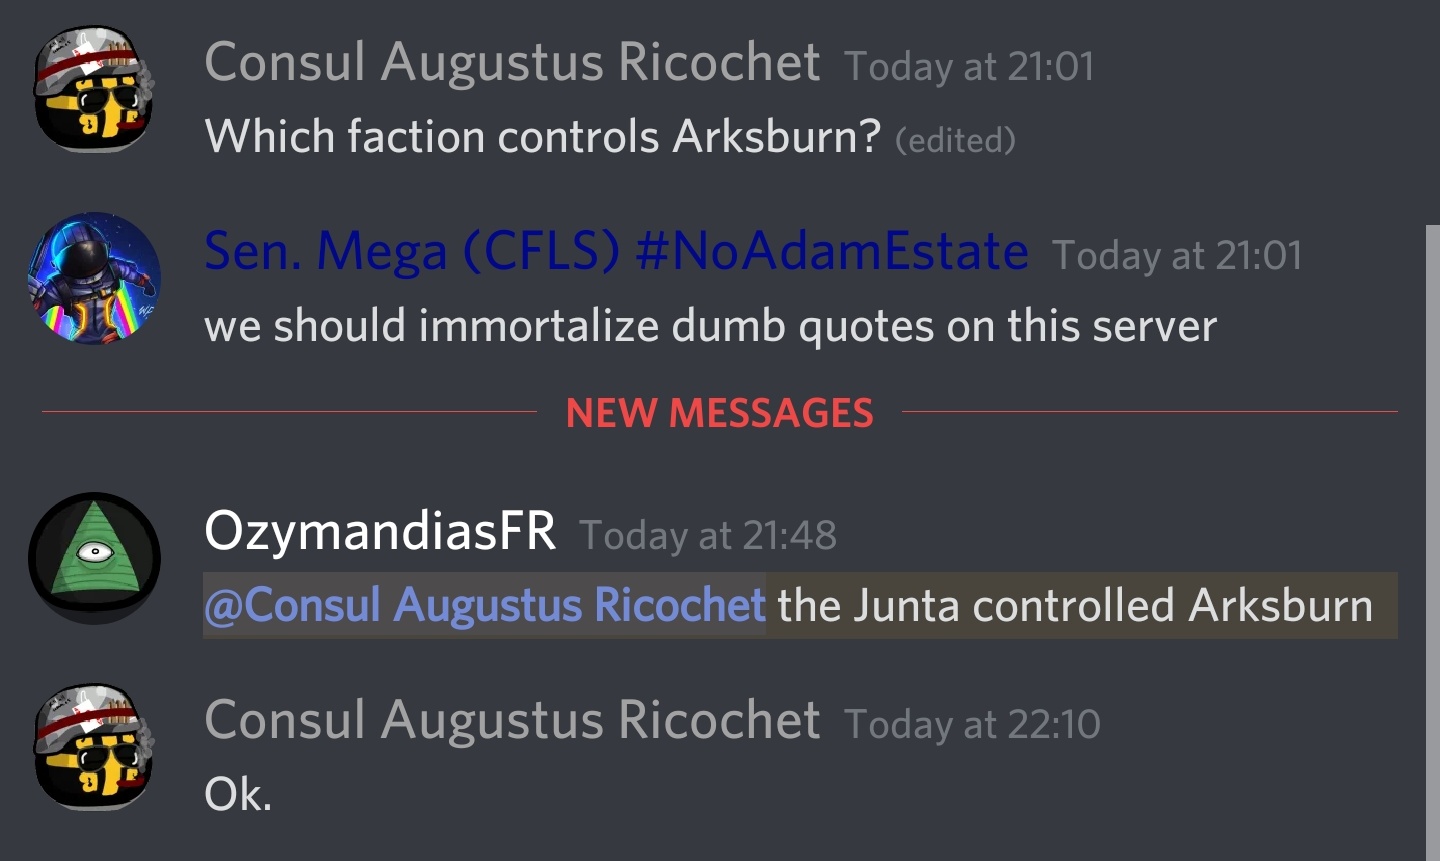 Consul Augustus Ricochet Today at 21:01
Which faction controls Arksburn? (edited)
Sen. Mega (CFLS) #NoAdamEstate Today at 21:01
we should immortalize dumb quotes on this server
NEW MESSAGES
OzymandiasFR Today at 21:48
@Consul Augustus Ricochet the Junta controlled Arksburn
Consul Augustus Ricochet Today at 22:10
Ok.